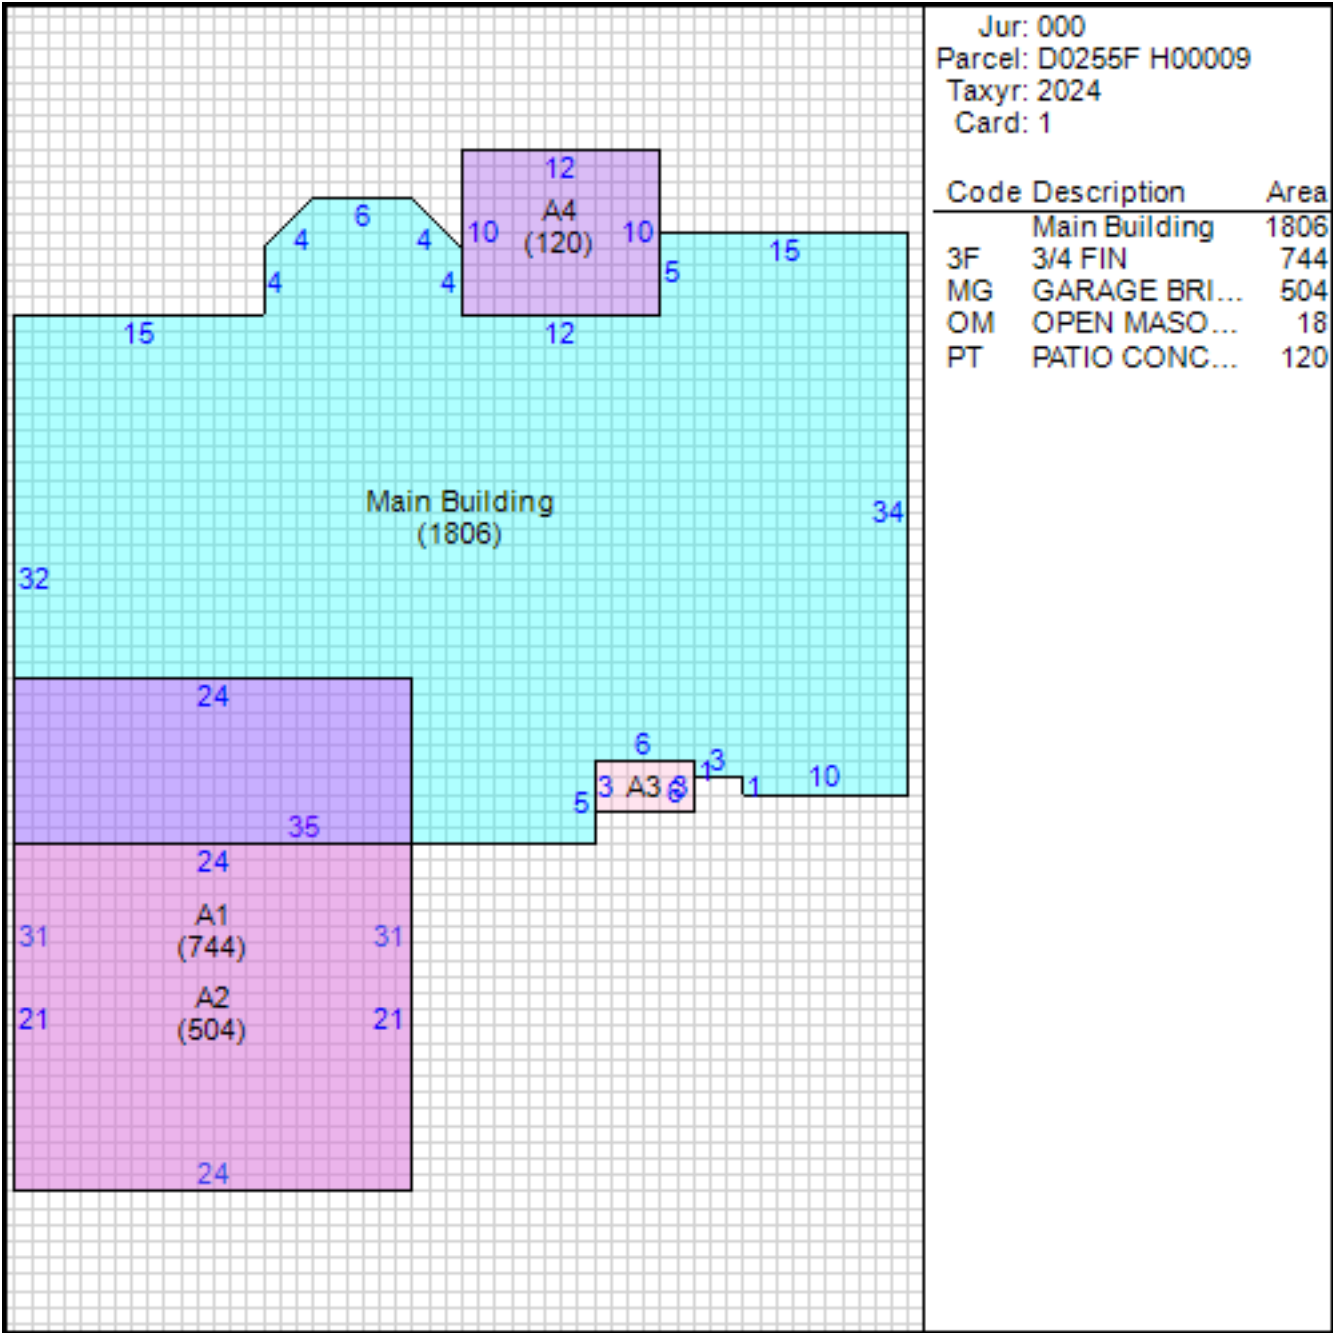 Jur: 000
Parcel: D0255F H00009
Taxyr: 2024
Card: 1
Code Description Area
Main Building 1806
3F 3/4 FIN 744
MG GARAGE BRI... 504
OM OPEN MASO... 18
PT PATIO CONC... 120
12
A4
10 10
(120)
6
4 4
4 4
5
15
15
12
Main Building
(1806)
34
32
24
6
3
1
10
1
3 A3 3
6
5
35
24
A1
31 31
(744)
A2
21 21
(504)
24